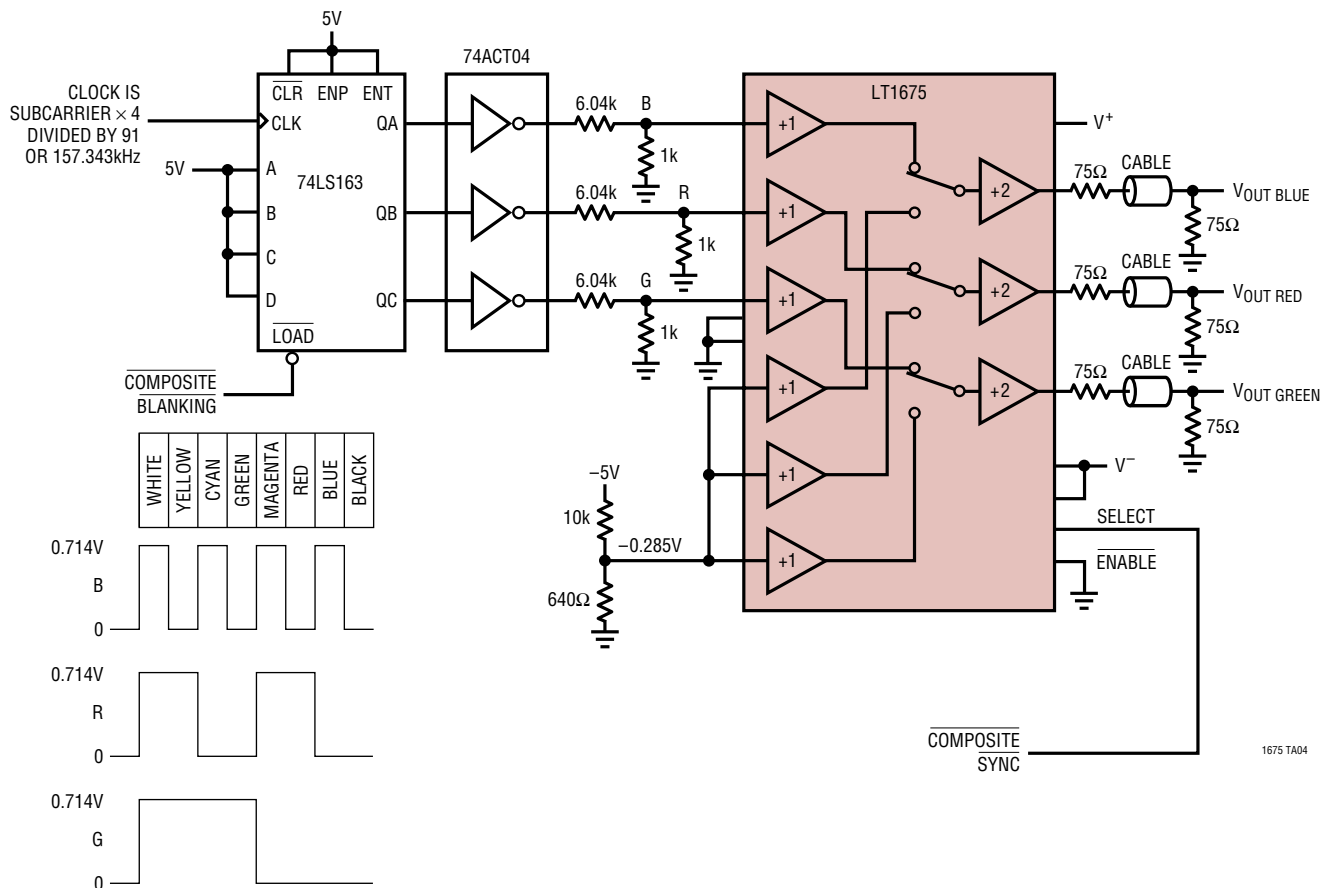 5V
74ACT04
CLOCK IS
SUBCARRIER × 4
DIVIDED BY 91
OR 157.343kHz
CLR ENP ENT
CLK
QA
5V
A
B
C
D
74LS163
QB
QC
LOAD
COMPOSITE
BLANKING
6.04k
B
1k
6.04k
R
1k
6.04k
G
1k
LT1675
+1
+1
+1
+1
+1
+1
+2
+2
+2
V+
75Ω
CABLE
VOUT BLUE
75Ω
75Ω
CABLE
VOUT RED
75Ω
75Ω
CABLE
VOUT GREEN
75Ω
V−
SELECT
ENABLE
−5V
10k
−0.285V
640Ω
COMPOSITE
SYNC
WHITE
YELLOW
CYAN
GREEN
MAGENTA
RED
BLUE
BLACK
0.714V
B
0
0.714V
R
0
0.714V
G
0
1675 TA04